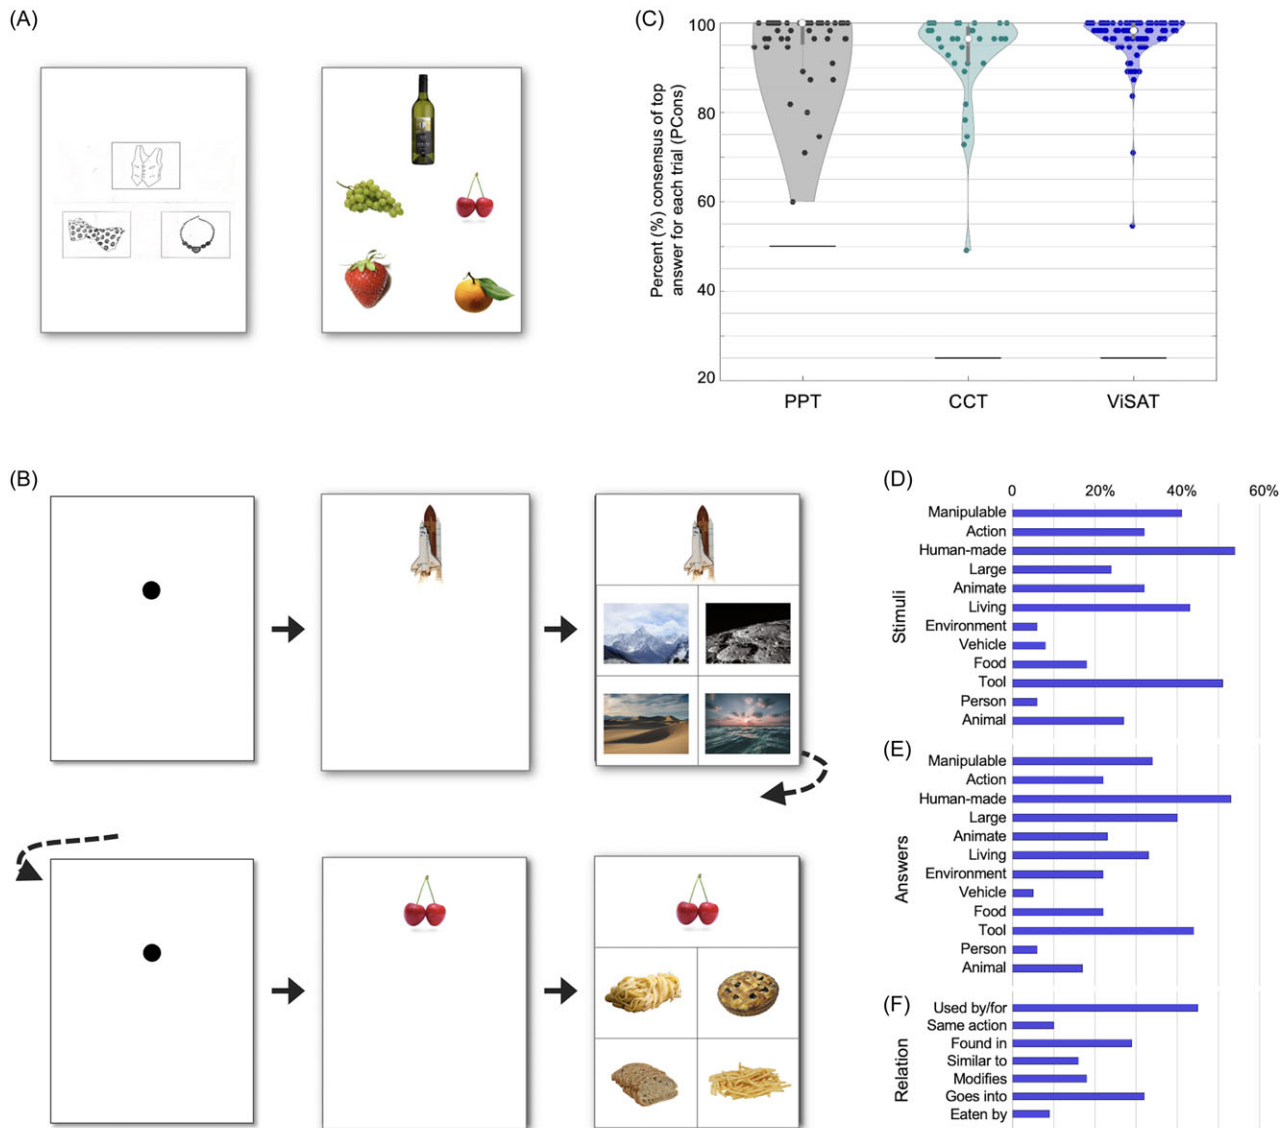 (A)
(C)
Percent (%) consensus of top
answer for each trial (PCons)
100
80
60
40
20
PPT
CCT
ViSAT
(B)
(D)
0
20%
40%
60%
Stimuli
Manipulable
Action
Human-made
Large
Animate
Living
Environment
Vehicle
Food
Tool
Person
Animal
(E)
Answers
Manipulable
Action
Human-made
Large
Animate
Living
Environment
Vehicle
Food
Tool
Person
Animal
(F)
Relation
Used by/for
Same action
Found in
Similar to
Modifies
Goes into
Eaten by